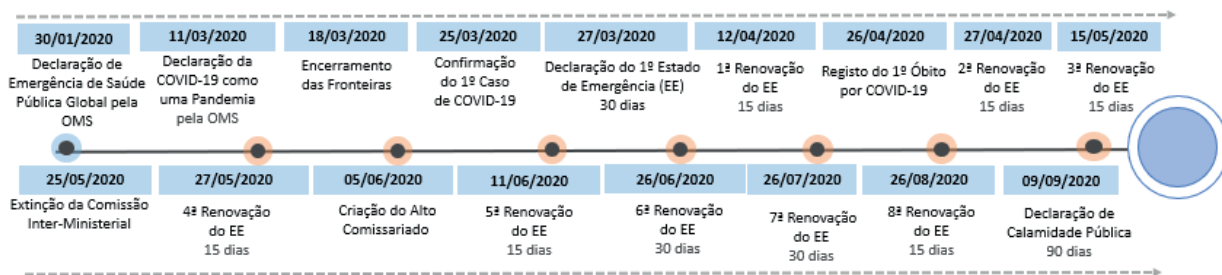 30/01/2020
Declaração de
Emergência de Saúde
Pública Global pela
OMS
11/03/2020
Declaração da
COVID-19 como
uma Pandemia
pela OMS
18/03/2020
Encerramento
das Fronteiras
25/03/2020
Confirmação
do 1º Caso
de COVID-19
27/03/2020
Declaração do 1º Estado
de Emergência (EE)
30 dias
12/04/2020
1ª Renovação
do EE
15 dias
26/04/2020
Registo do 1º Óbito
por COVID-19
27/04/2020
2ª Renovação
do EE
15 dias
15/05/2020
3ª Renovação
do EE
15 dias
25/05/2020
Extinção da Comissão
Inter-Ministerial
27/05/2020
4ª Renovação
do EE
15 dias
05/06/2020
Criação do Alto
Comissariado
11/06/2020
5ª Renovação
do EE
15 dias
26/06/2020
6ª Renovação
do EE
30 dias
26/07/2020
7ª Renovação
do EE
30 dias
26/08/2020
8ª Renovação
do EE
15 dias
09/09/2020
Declaração de
Calamidade Pública
90 dias